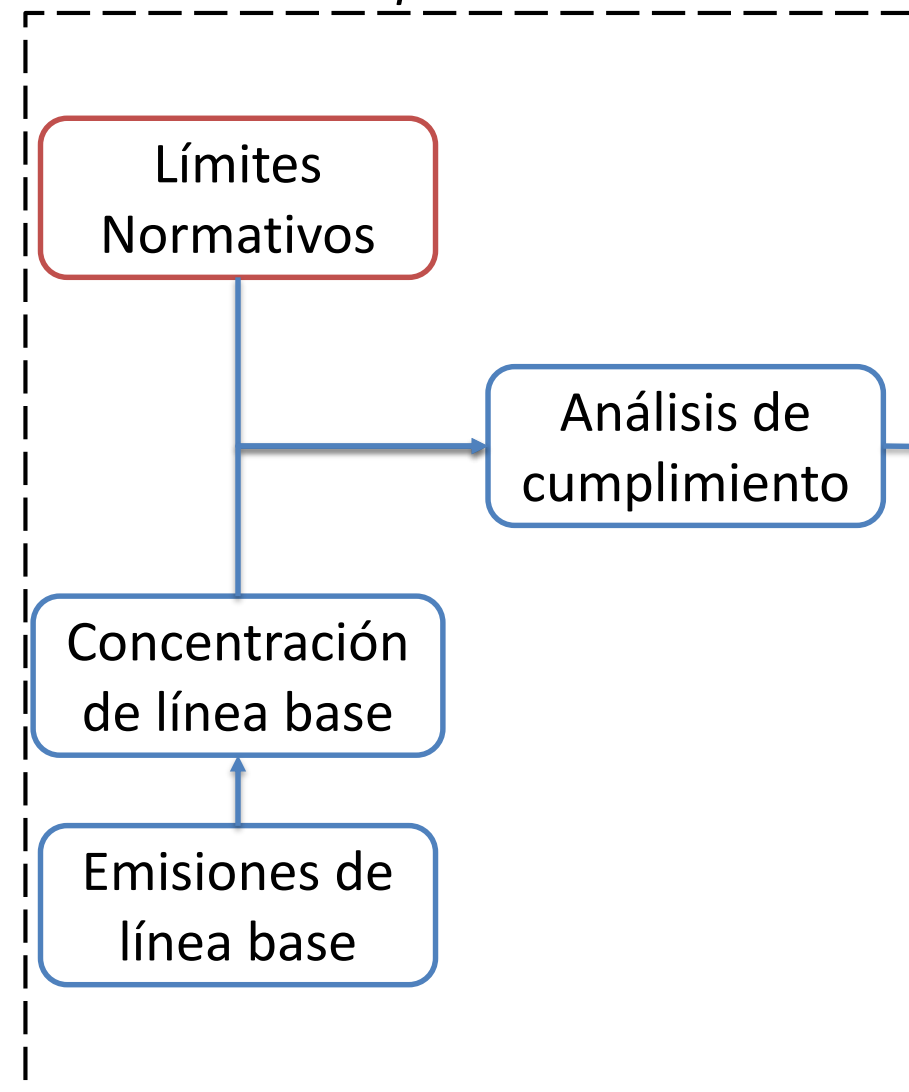 Límites
Normativos
Análisis de
cumplimiento
Concentración
de línea base
Emisiones de
línea base